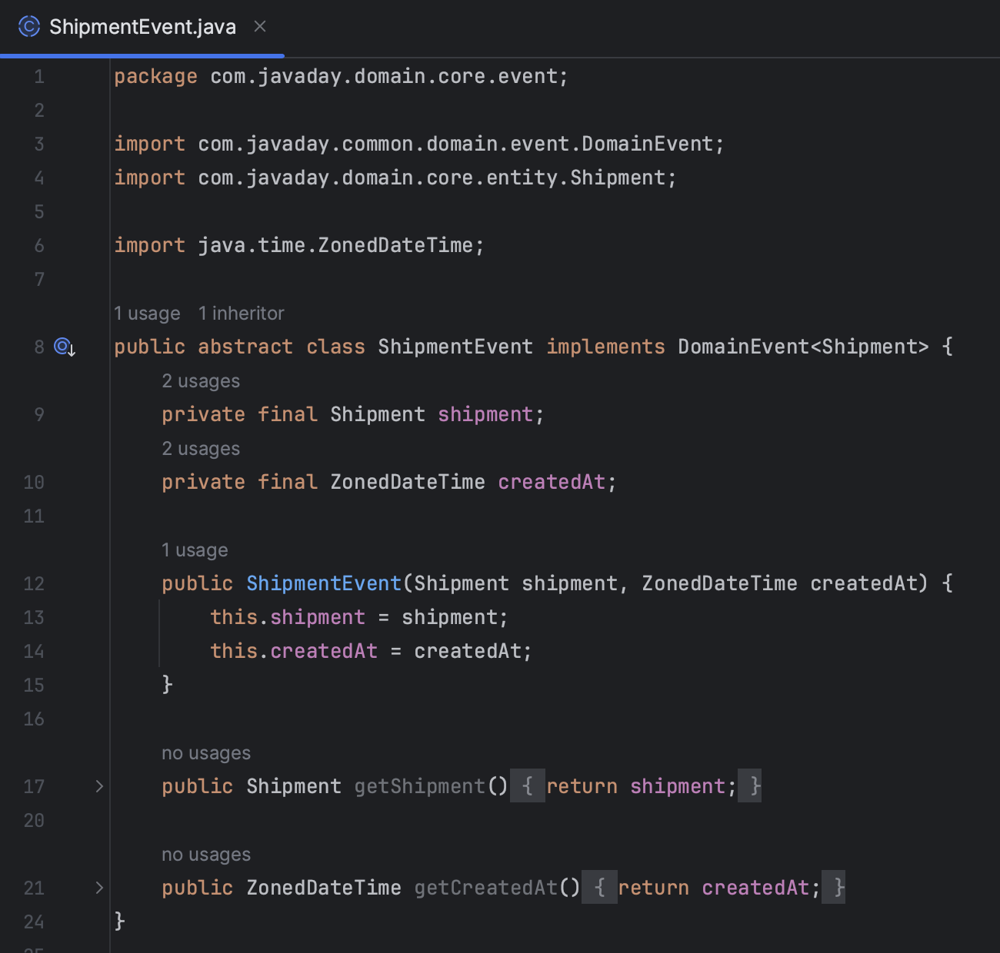 ShipmentEvent.java
1 package com.javaday.domain.core.event;
2
3 import com.javaday.common.domain.event.DomainEvent;
4 import com.javaday.domain.core.entity.Shipment;
5
6 import java.time.ZonedDateTime;
7
1 usage 1 inheritor
8 public abstract class ShipmentEvent implements DomainEvent<Shipment> {
2 usages
9 private final Shipment shipment;
2 usages
10 private final ZonedDateTime createdAt;
11
1 usage
12 public ShipmentEvent(Shipment shipment, ZonedDateTime createdAt) {
13 this.shipment = shipment;
14 this.createdAt = createdAt;
15 }
16
no usages
17 public Shipment getShipment() { return shipment; }
20
no usages
21 public ZonedDateTime getCreatedAt() { return createdAt; }
24 }